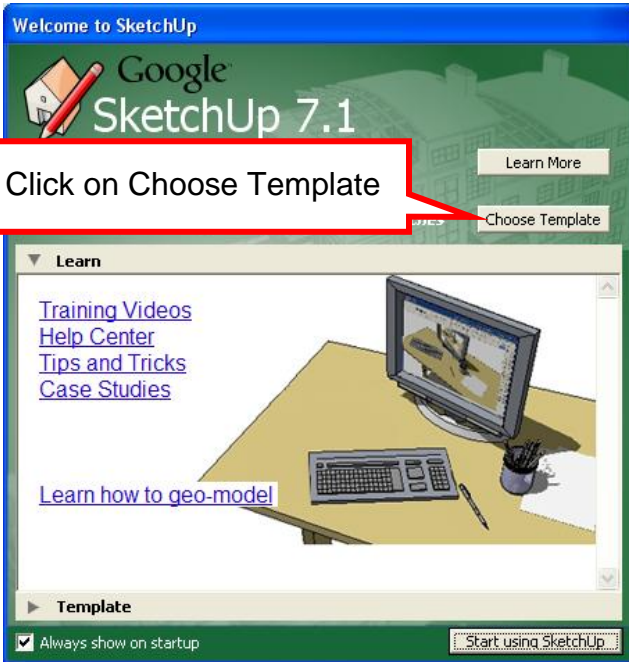 Welcome to SketchUp
Google
SketchUp 7.1
Learn More
Click on Choose Template
Choose Template
Learn
Training Videos
Help Center
Tips and Tricks
Case Studies
Learn how to geo-model
Template
Always show on startup
Start using SketchUp